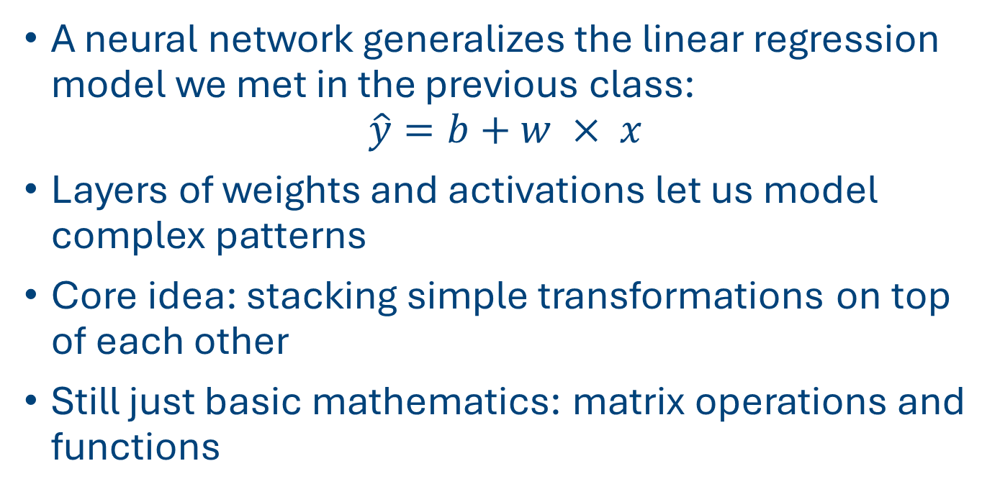 • A neural network generalizes the linear regression
model we met in the previous class:
ŷ = b + w × x
• Layers of weights and activations let us model
complex patterns
• Core idea: stacking simple transformations on top
of each other
• Still just basic mathematics: matrix operations and
functions